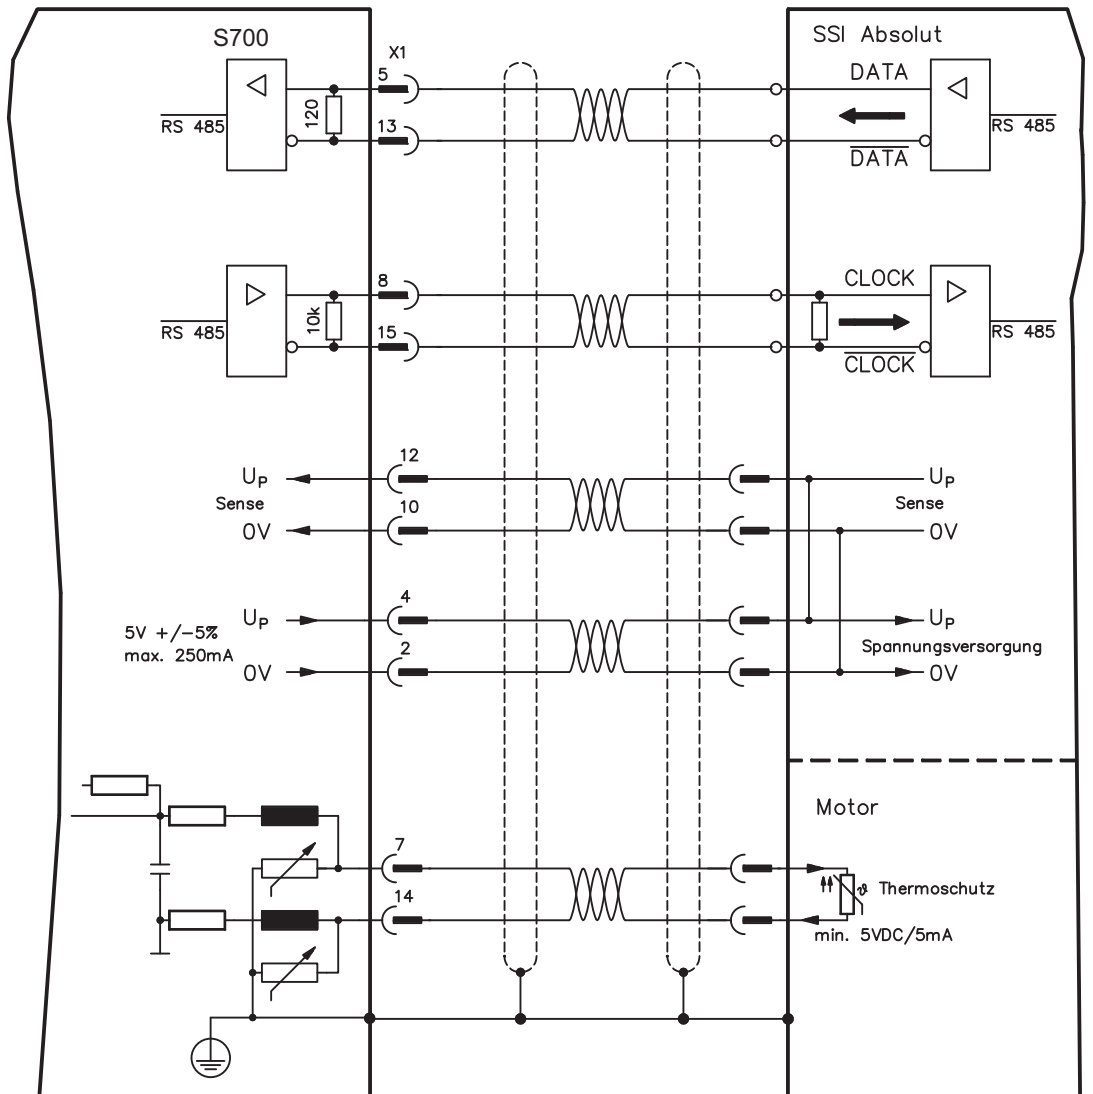 S700
SSI Absolut
X1
5
DATA
120
RS 485
13
RS 485
DATA
8
CLOCK
10k
RS 485
15
RS 485
CLOCK
12
UP
UP
Sense
Sense
10
0V
0V
4
UP
UP
5V +/-5%
max. 250mA
Spannungsversorgung
2
0V
0V
Motor
7
ϑ Thermoschutz
14
min. 5VDC/5mA